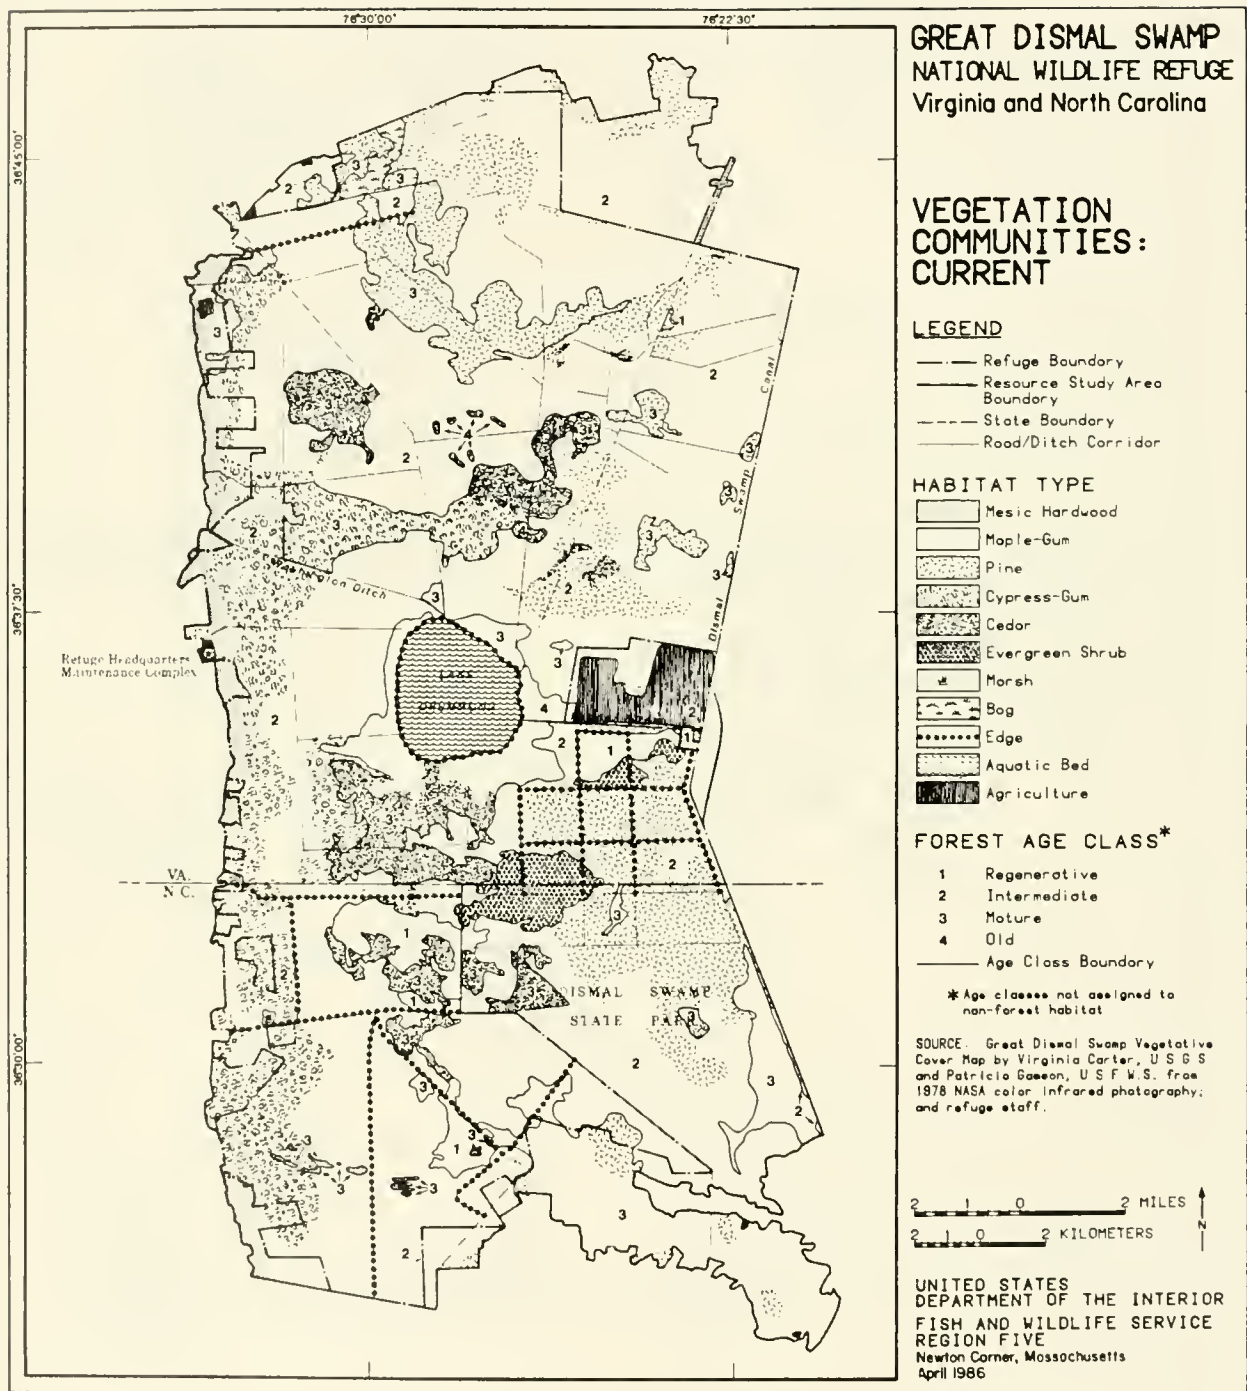 76°30'00"
76°22'30"
36°45'00"
36°37'30"
36°30'00"
GREAT DISMAL SWAMP
NATIONAL WILDLIFE REFUGE
Virginia and North Carolina
VEGETATION
COMMUNITIES:
CURRENT
LEGEND
Refuge Boundary
Resource Study Area
Boundary
State Boundary
Road/Ditch Corridor
HABITAT TYPE
Mesic Hardwood
Maple-Gum
Pine
Cypress-Gum
Cedar
Evergreen Shrub
Marsh
Bog
Edge
Aquatic Bed
Agriculture
FOREST AGE CLASS*
1 Regenerative
2 Intermediate
3 Mature
4 Old
Age Class Boundary
* Age classes not assigned to
non-forest habitat
SOURCE: Great Dismal Swamp Vegetative
Cover Map by Virginia Carter, U S G S
and Patricia Gammon, U S F W.S. from
1978 NASA color infrared photography;
and refuge staff.
2 1 0 2 MILES
2 1 0 2 KILOMETERS
N
UNITED STATES
DEPARTMENT OF THE INTERIOR
FISH AND WILDLIFE SERVICE
REGION FIVE
Newton Corner, Massachusetts
April 1986
Dismal Swamp Canal
Washington Ditch
Refuge Headquarters
Maintenance Complex
LAKE
DRUMMOND
VA.
N C.
DISMAL SWAMP
STATE PARK